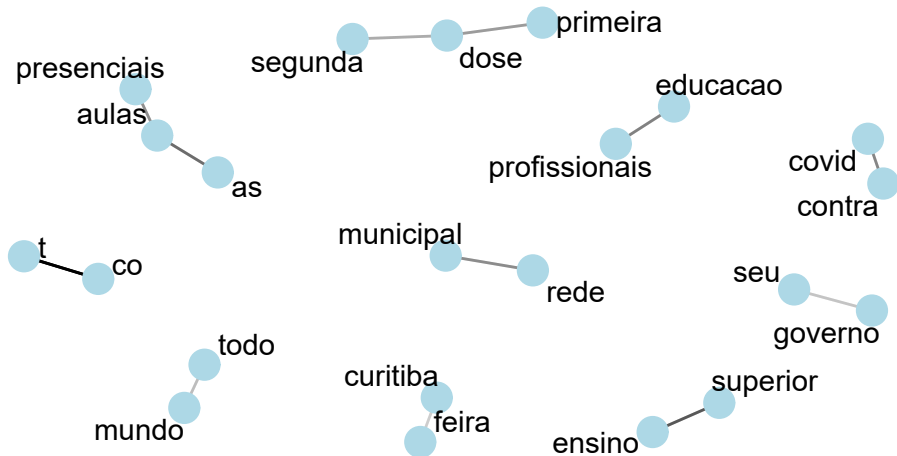 primeira
segunda
dose
presenciais
educacao
aulas
covid
profissionais
as
contra
municipal
t
co
seu
rede
governo
todo
curitiba
superior
feira
mundo
ensino